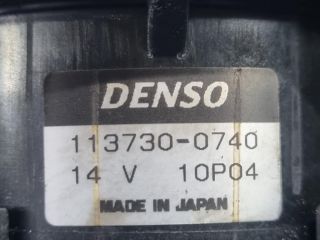 DENSO
113730-0740
14 V 10P04
MADE IN JAPAN